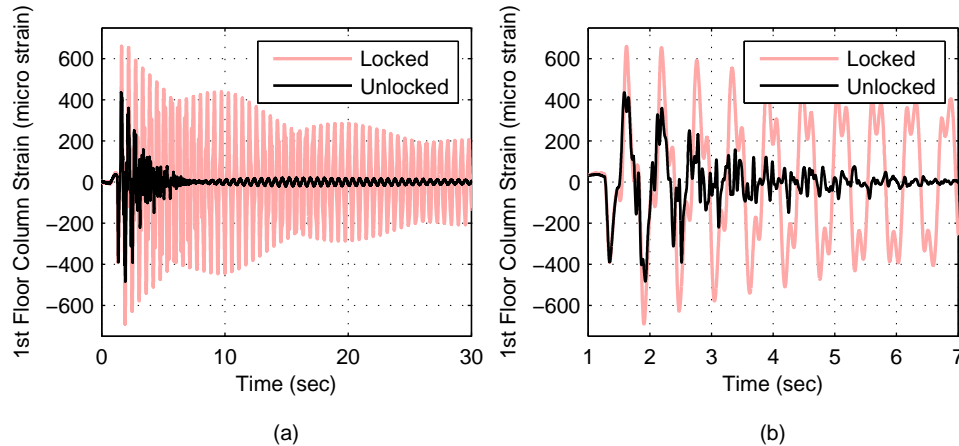 1st Floor Column Strain (micro strain)
600
400
200
0
−200
−400
−600
0
10
20
30
Time (sec)
Locked
Unlocked
(a)
1st Floor Column Strain (micro strain)
600
400
200
0
−200
−400
−600
1
2
3
4
5
6
7
Time (sec)
Locked
Unlocked
(b)